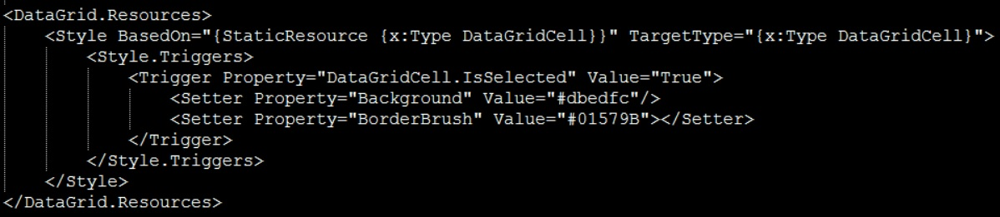 <DataGrid.Resources>
    <Style BasedOn="{StaticResource {x:Type DataGridCell}}" TargetType="{x:Type DataGridCell}">
        <Style.Triggers>
            <Trigger Property="DataGridCell.IsSelected" Value="True">
                <Setter Property="Background" Value="#dbedfc"/>
                <Setter Property="BorderBrush" Value="#01579B"></Setter>
            </Trigger>
        </Style.Triggers>
    </Style>
</DataGrid.Resources>